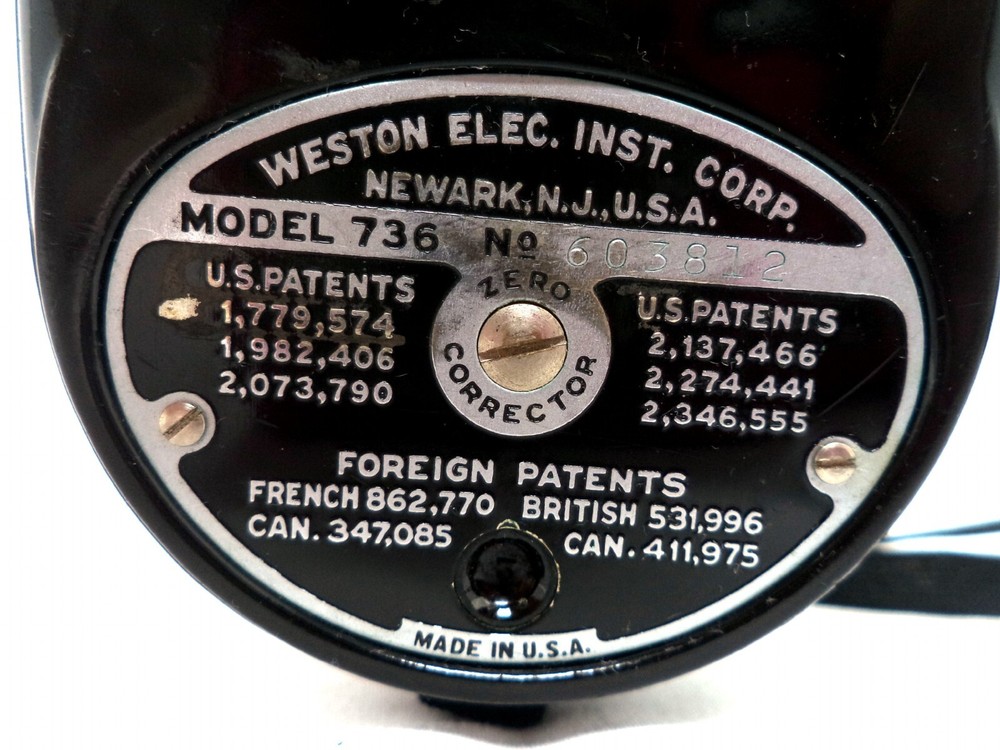 WESTON ELEC. INST. CORP.
NEWARK, N.J., U.S.A.
MODEL 736 Nº 603812
ZERO
CORRECTOR
U.S. PATENTS
1,779,574
1,982,406
2,073,790
U.S. PATENTS
2,137,466
2,274,441
2,346,555
FOREIGN PATENTS
FRENCH 862,770 BRITISH 531,996
CAN. 347,085 CAN. 411,975
MADE IN U.S.A.